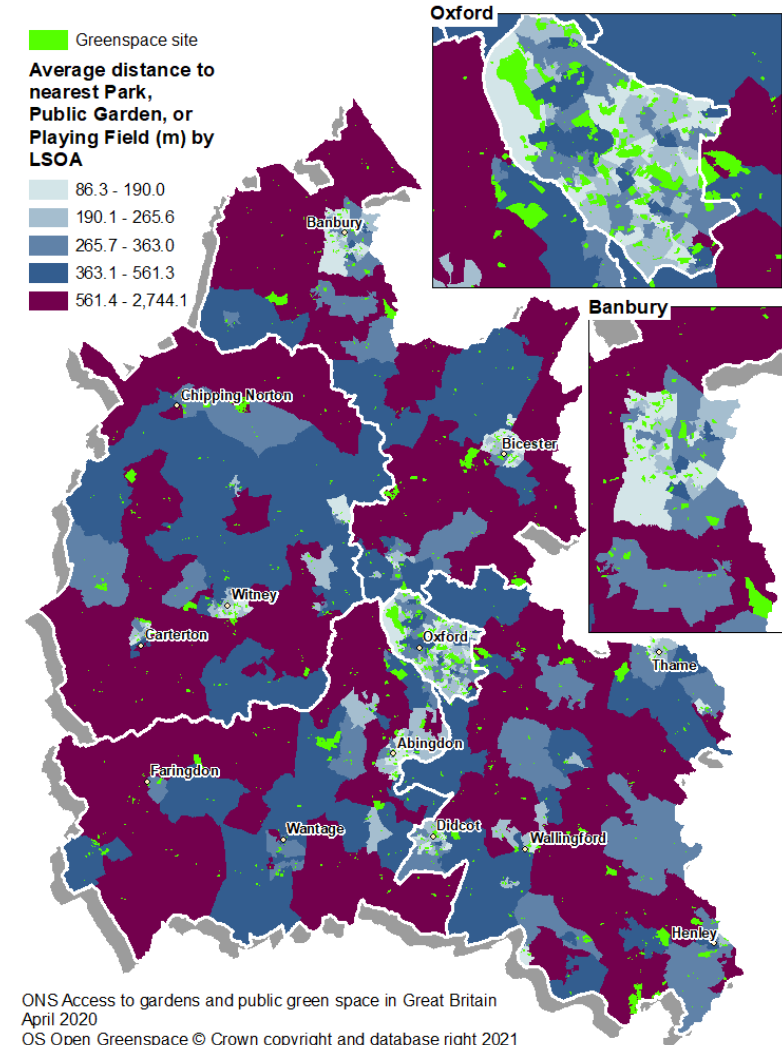 Oxford
Greenspace site
Average distance to
nearest Park,
Public Garden, or
Playing Field (m) by
LSOA
86.3 - 190.0
190.1 - 265.6
265.7 - 363.0
363.1 - 561.3
561.4 - 2,744.1
Banbury
Banbury
Chipping Norton
Bicester
Witney
Carterton
Oxford
Thame
Abingdon
Faringdon
Wantage
Didcot
Wallingford
Henley
ONS Access to gardens and public green space in Great Britain
April 2020
OS Open Greenspace © Crown copyright and database right 2021